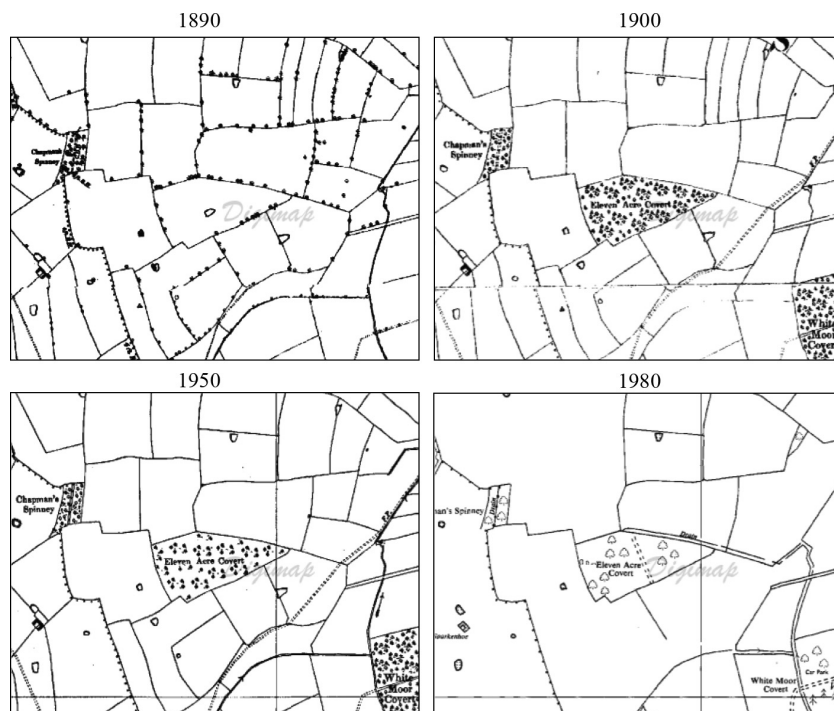 1890
1900
Chapman's
Spinney
Digimap
Chapman's
Spinney
Eleven Acre Covert
Digimap
White
Moor
Covert
1950
1980
Chapman's
Spinney
Eleven Acre Covert
Digimap
White
Moor
Covert
man's Spinney
Drain
Drain
Eleven Acre
Covert
Digimap
Car Park
White Moor
Covert